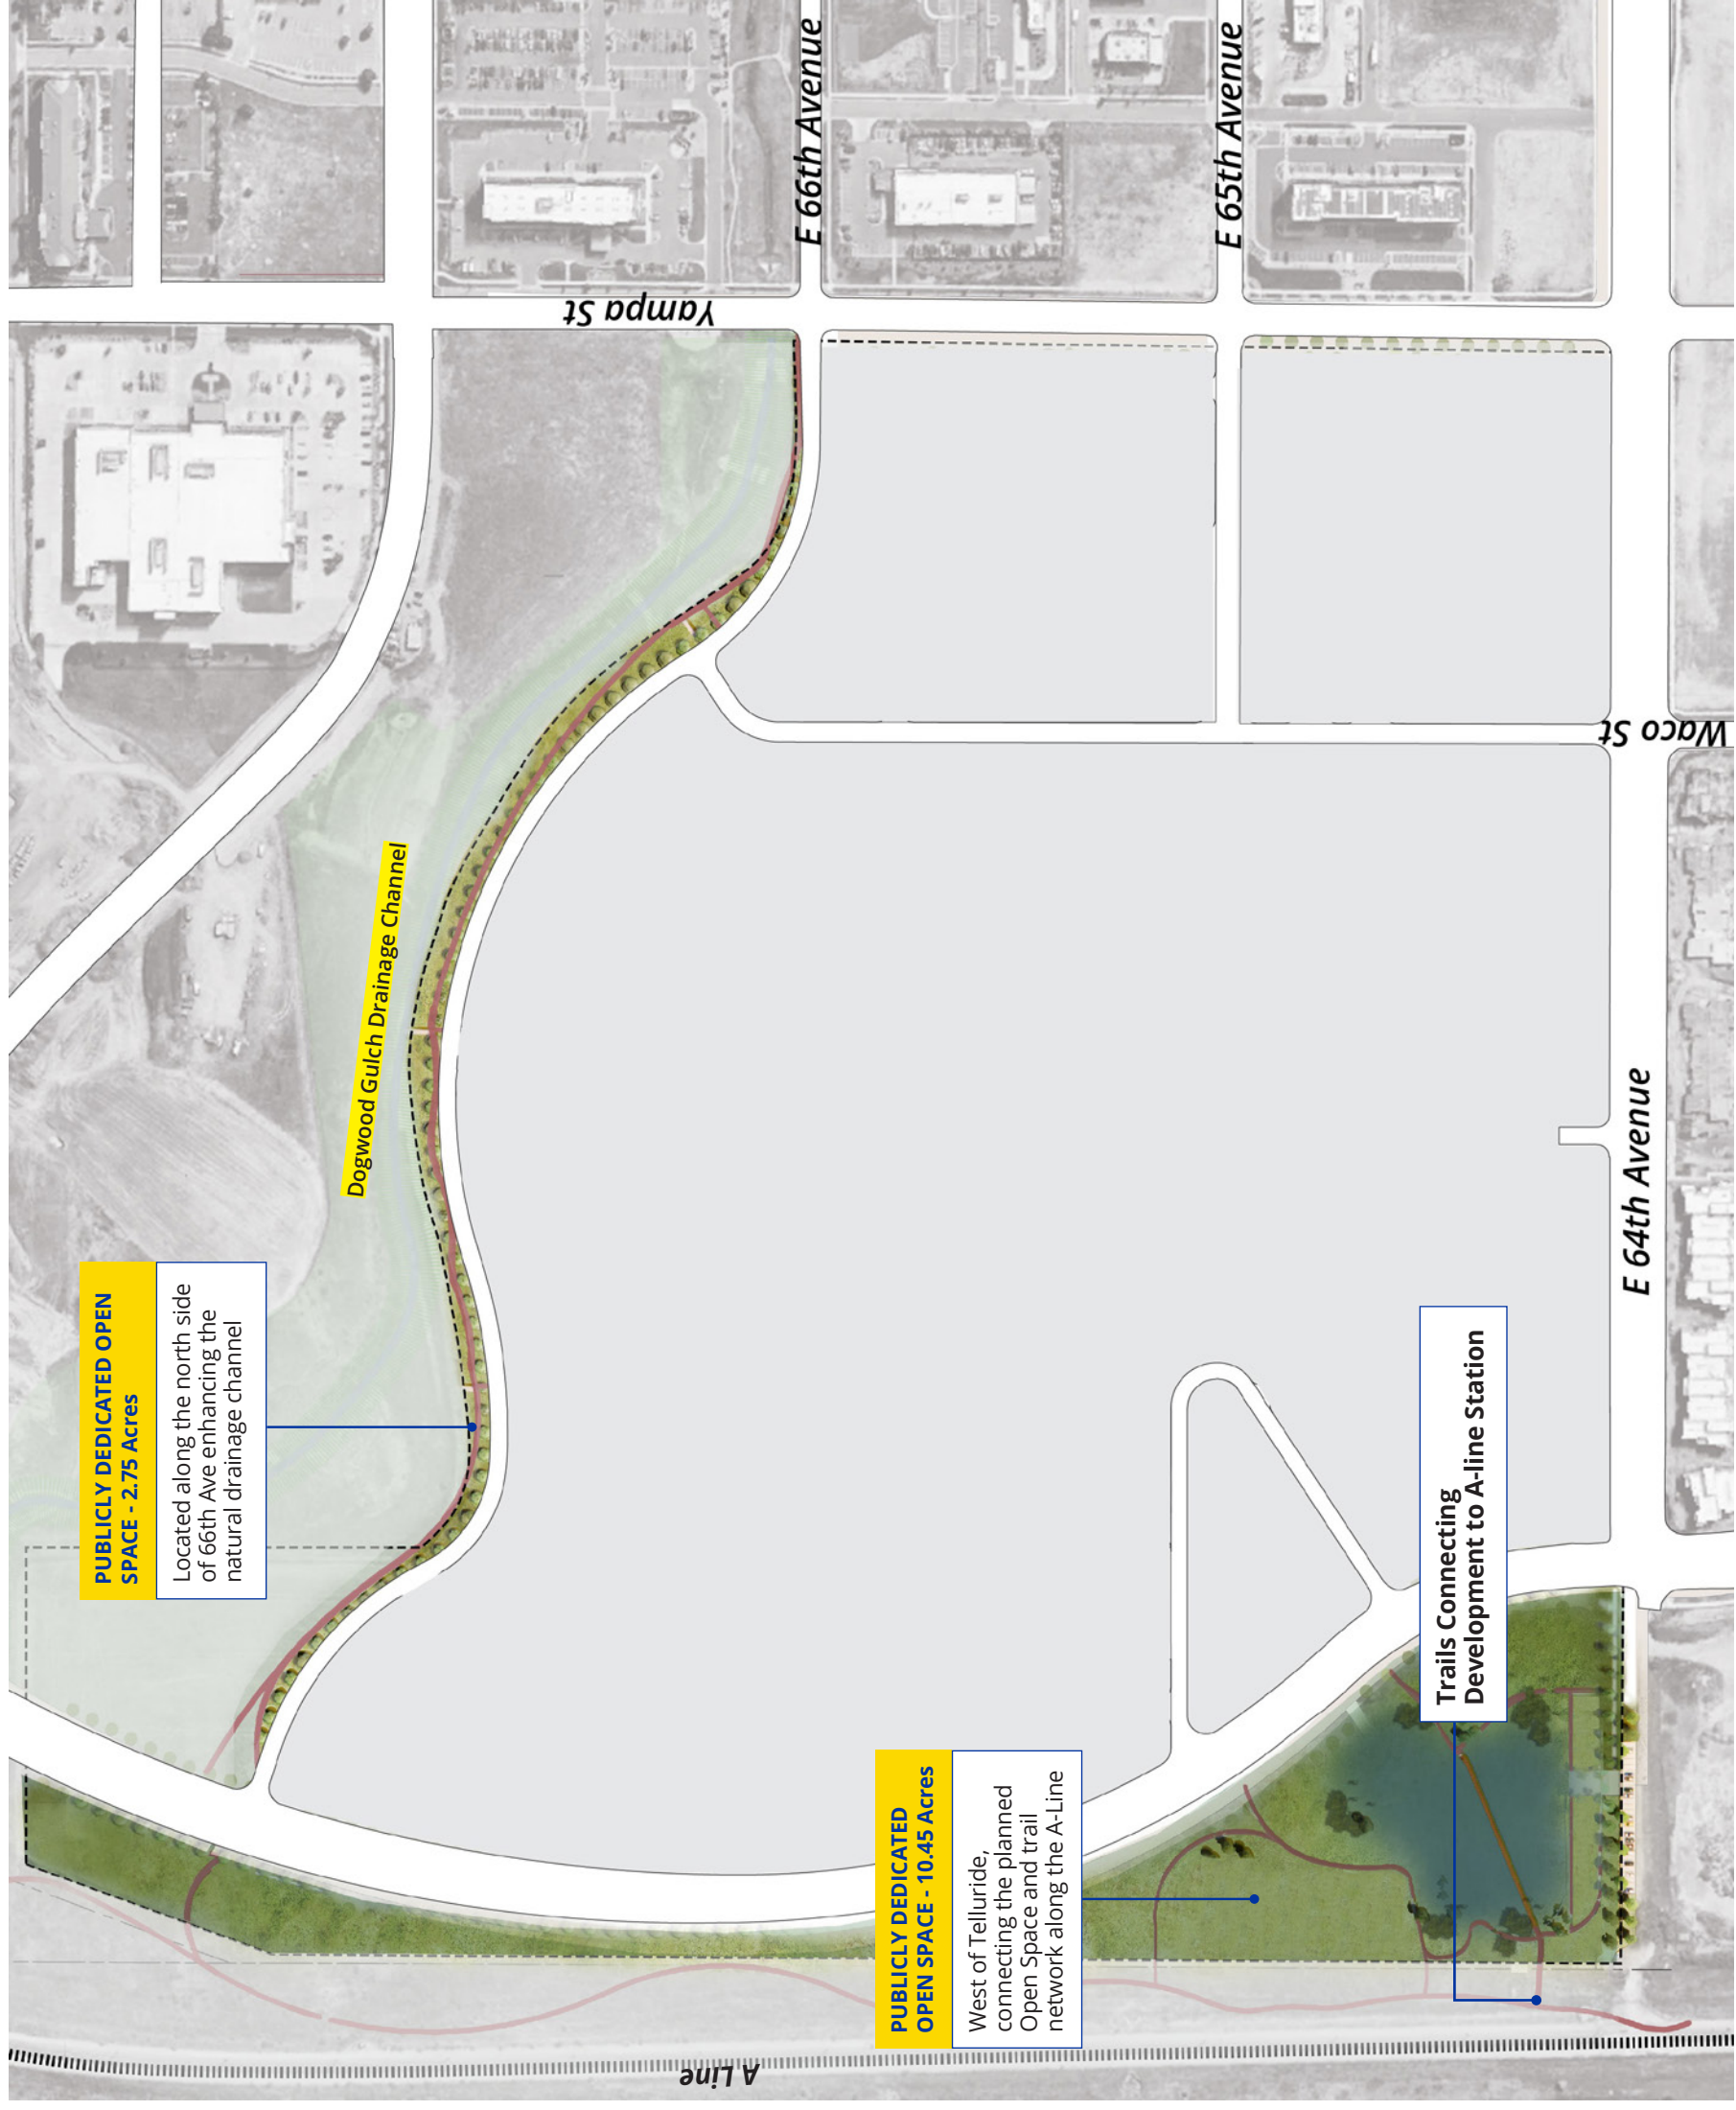 PUBLICLY DEDICATED OPEN
SPACE - 2.75 Acres
Located along the north side
of 66th Ave enhancing the
natural drainage channel
Dogwood Gulch Drainage Channel
Yampa St
E 66th Avenue
E 65th Avenue
Waco St
E 64th Avenue
PUBLICLY DEDICATED
OPEN SPACE - 10.45 Acres
West of Telluride,
connecting the planned
Open Space and trail
network along the A-Line
Trails Connecting
Development to A-line Station
A Line